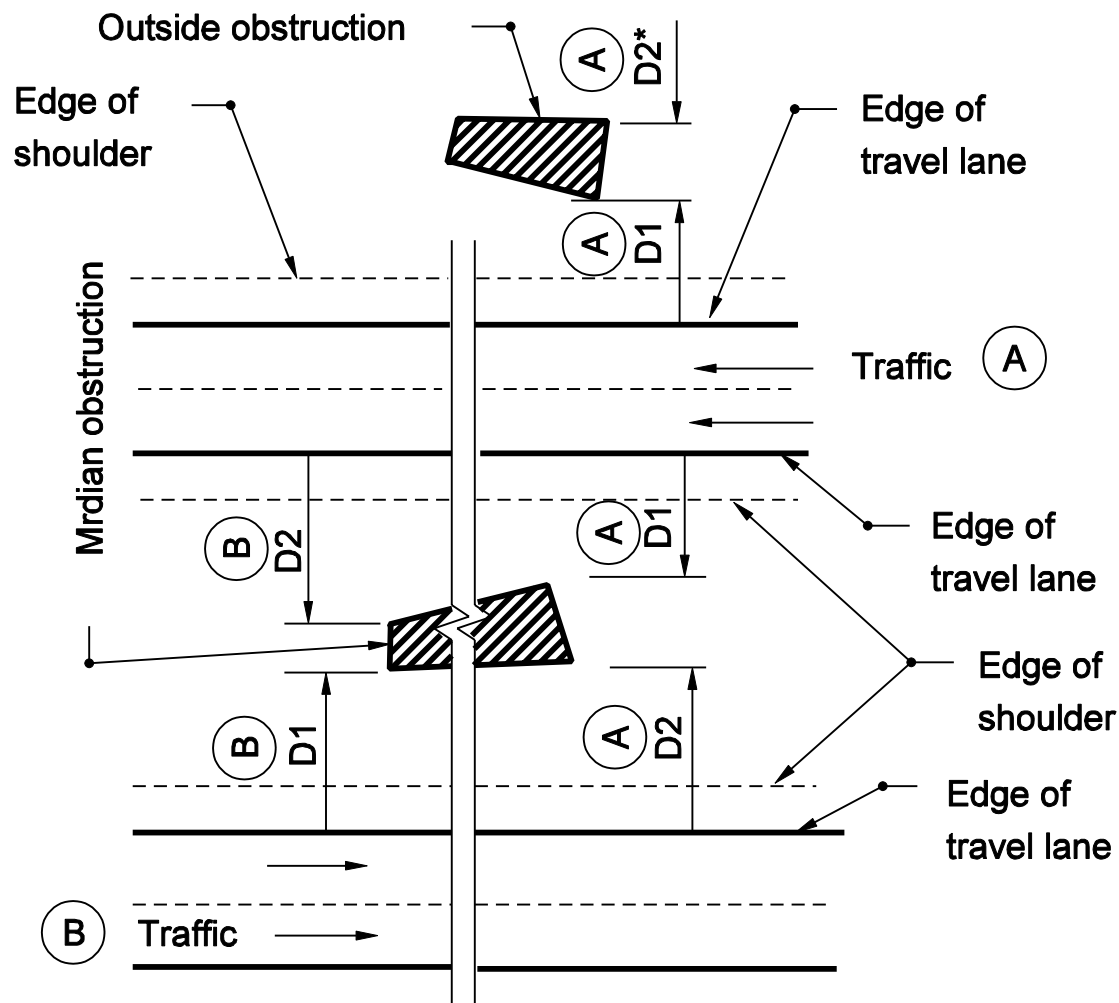 Outside obstruction
A
D2*
Edge of
shoulder
Edge of
travel lane
A
D1
Mrdian obstruction
Traffic
A
B
D2
A
D1
Edge of
travel lane
B
D1
A
D2
Edge of
shoulder
Edge of
travel lane
B
Traffic